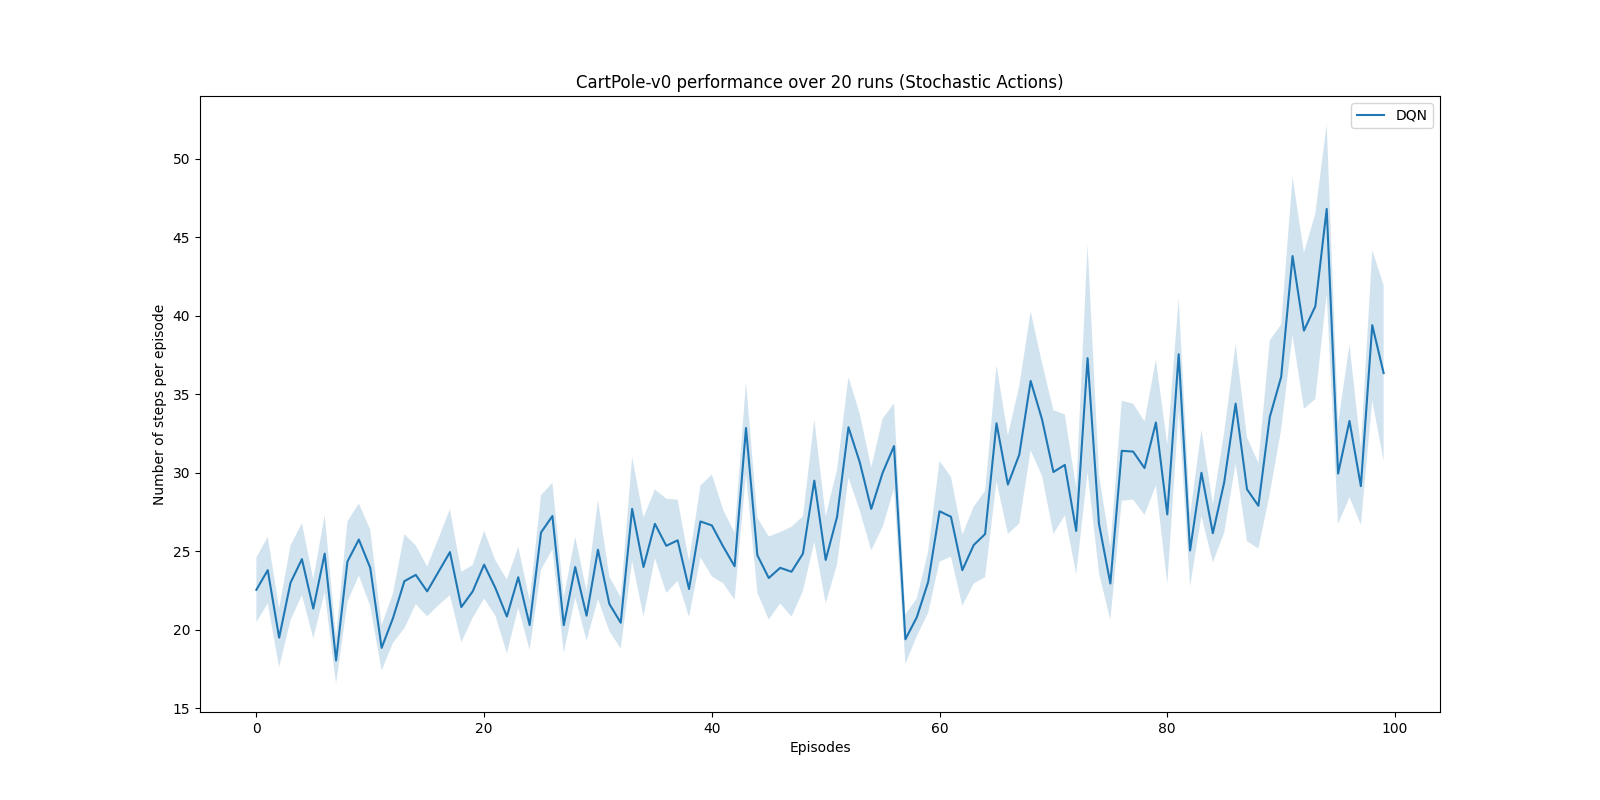 CartPole-v0 performance over 20 runs (Stochastic Actions)
DQN
Number of steps per episode
50
45
40
35
30
25
20
15
0 20 40 60 80 100
Episodes